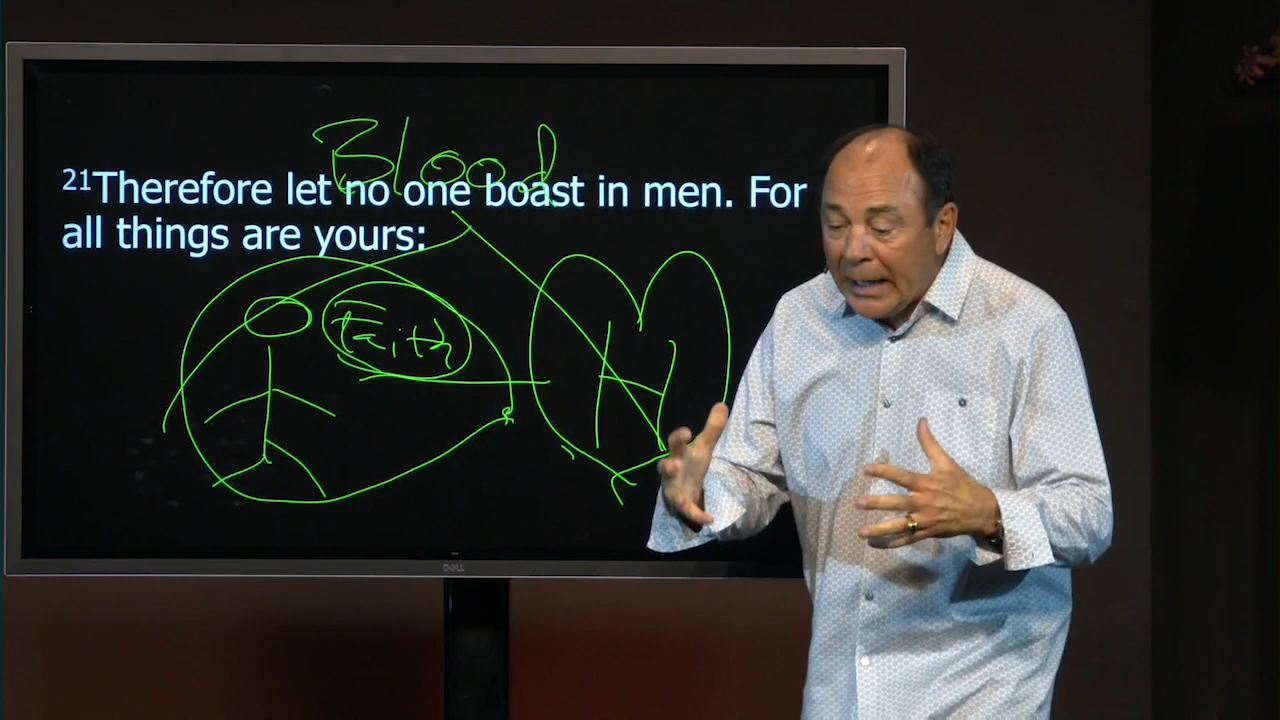 Blood
21Therefore let no one boast in men. For
all things are yours:
Faith
H
DELL